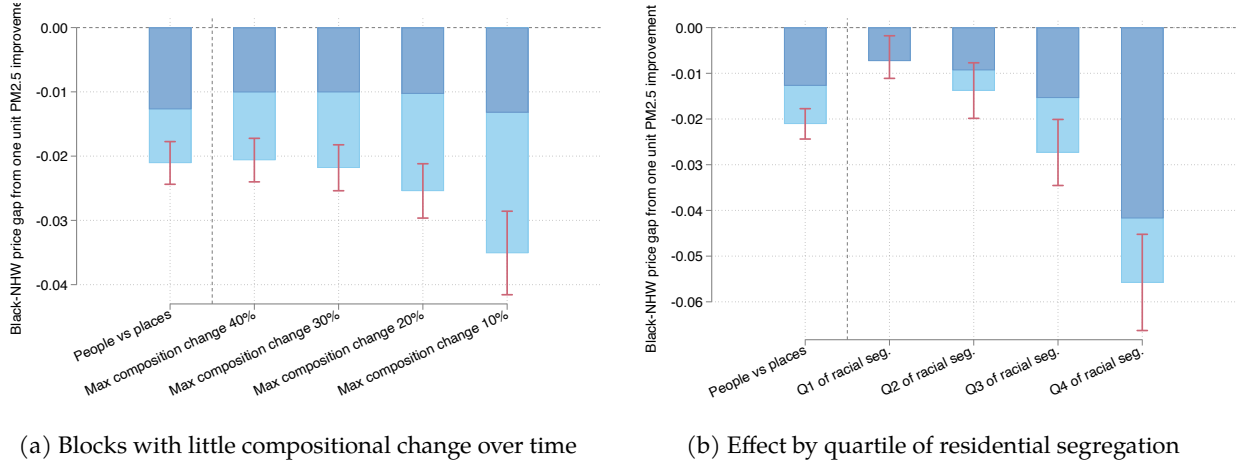 Black-NHW price gap from one unit PM2.5 improveme
0.00
-0.01
-0.02
-0.03
-0.04
People vs places
Max composition change 40%
Max composition change 30%
Max composition change 20%
Max composition change 10%
(a) Blocks with little compositional change over time
Black-NHW price gap from one unit PM2.5 improvement
0.00
-0.01
-0.02
-0.03
-0.04
-0.05
-0.06
People vs places
Q1 of racial seg.
Q2 of racial seg.
Q3 of racial seg.
Q4 of racial seg.
(b) Effect by quartile of residential segregation